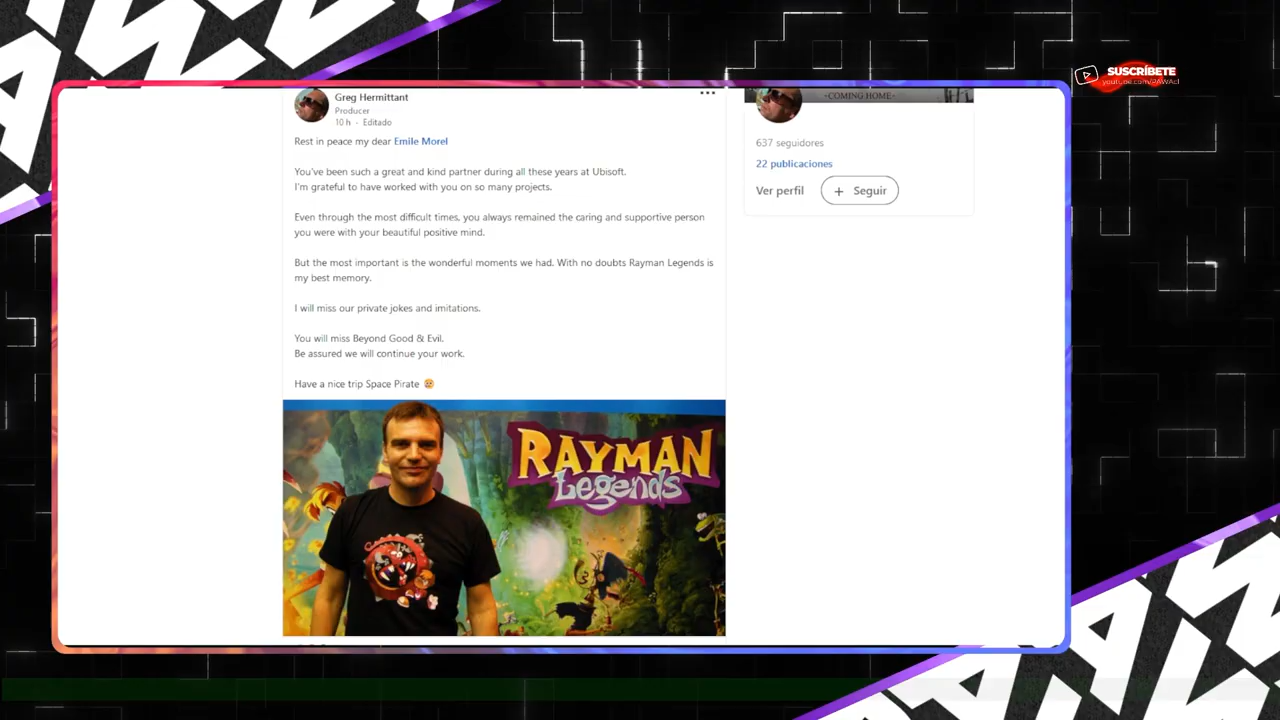 SUSCRÍBETE
youtube.com/PAWAcl
Greg Hermittant
Producer
10 h · Editado
Rest in peace my dear Emile Morel
You've been such a great and kind partner during all these years at Ubisoft.
I'm grateful to have worked with you on so many projects.
Even through the most difficult times, you always remained the caring and supportive person
you were with your beautiful positive mind.
But the most important is the wonderful moments we had. With no doubts Rayman Legends is
my best memory.
I will miss our private jokes and imitations.
You will miss Beyond Good & Evil.
Be assured we will continue your work.
Have a nice trip Space Pirate
RAYMAN
Legends
-COMING HOME-
637 seguidores
22 publicaciones
Ver perfil
+ Seguir